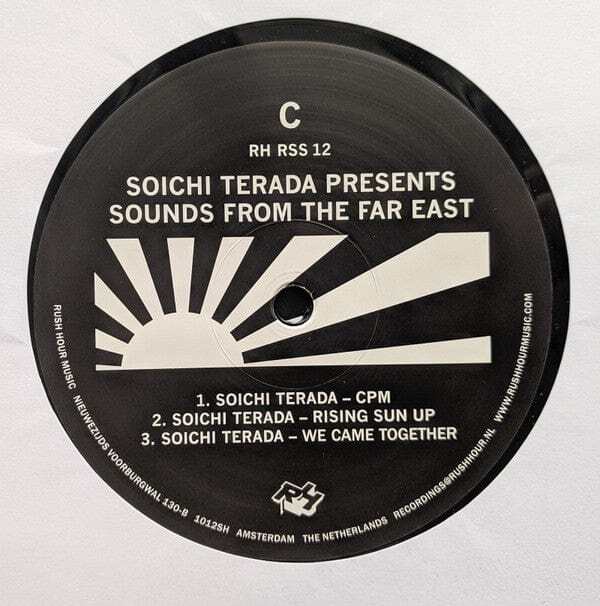 C
RH RSS 12
SOICHI TERADA PRESENTS
SOUNDS FROM THE FAR EAST
1. SOICHI TERADA – CPM
2. SOICHI TERADA – RISING SUN UP
3. SOICHI TERADA – WE CAME TOGETHER
RH
RUSH HOUR MUSIC NIEUWEZIJDS VOORBURGWAL 130-B 1012SH AMSTERDAM THE NETHERLANDS RECORDINGS@RUSHHOUR.NL WWW.RUSHHOURMUSIC.COM